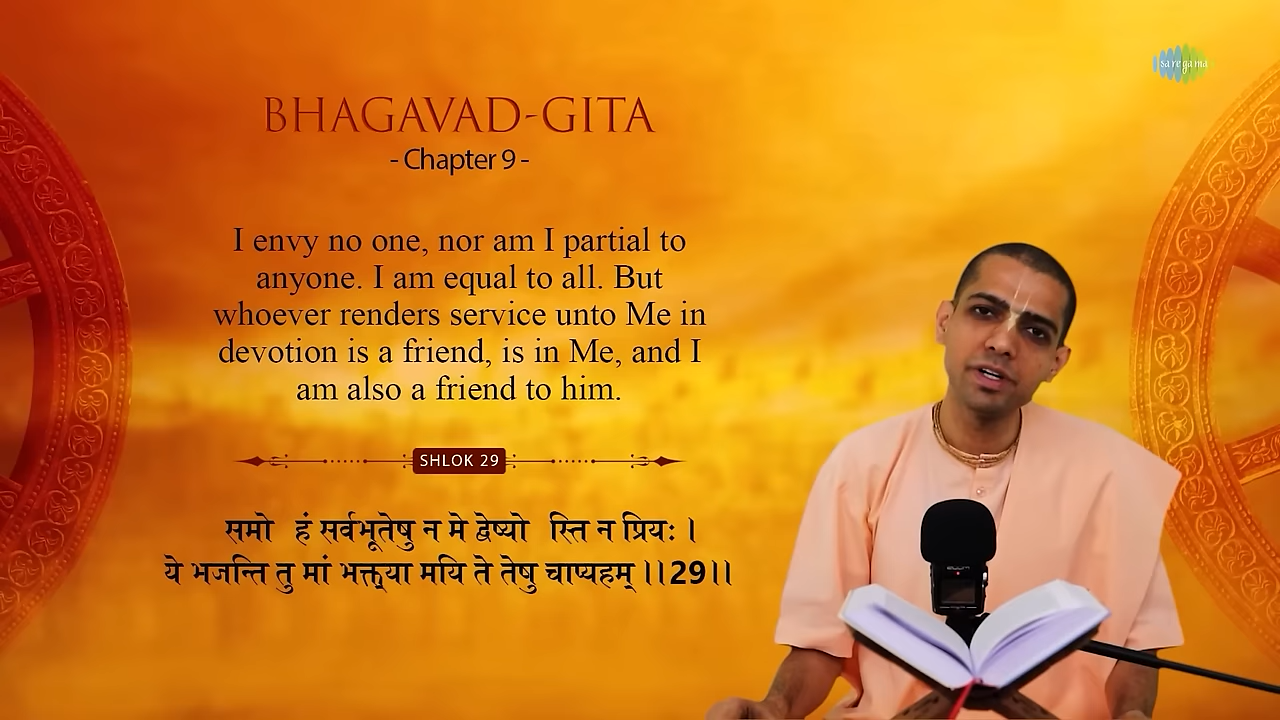 saregama
BHAGAVAD-GITA
- Chapter 9 -
I envy no one, nor am I partial to
anyone. I am equal to all. But
whoever renders service unto Me in
devotion is a friend, is in Me, and I
am also a friend to him.
SHLOK 29
समो हं सर्वभूतेषु न मे द्वेष्यो स्ति न प्रियः ।
ये भजन्ति तु मां भक्त्या मयि ते तेषु चाप्यहम् ।।29।।